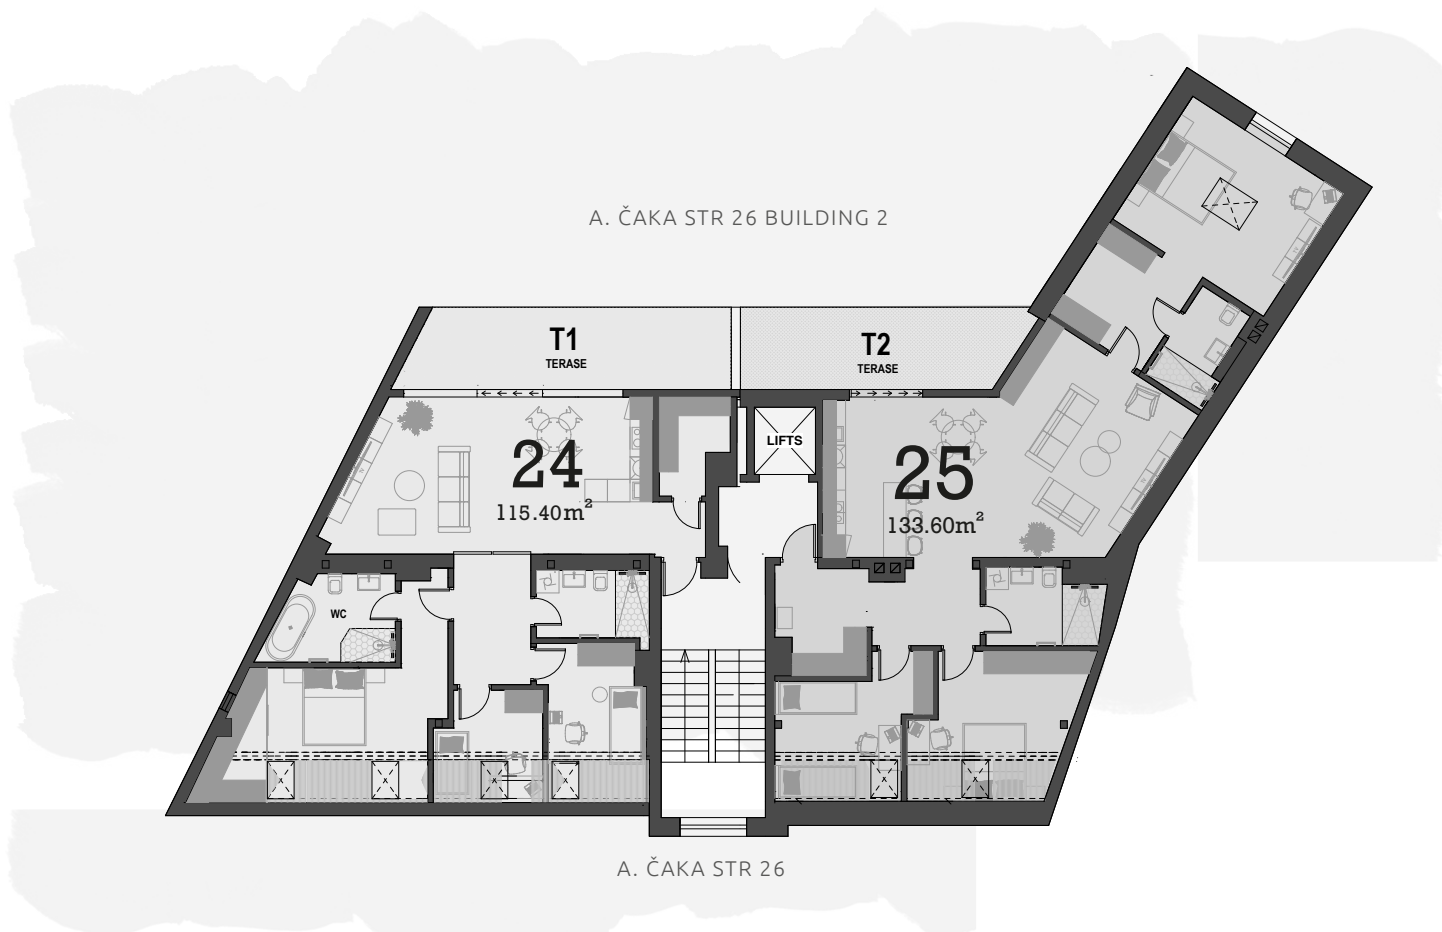 A. ČAKA STR 26 BUILDING 2
T1
TERASE
T2
TERASE
LIFTS
24
115.40m²
25
133.60m²
WC
A. ČAKA STR 26